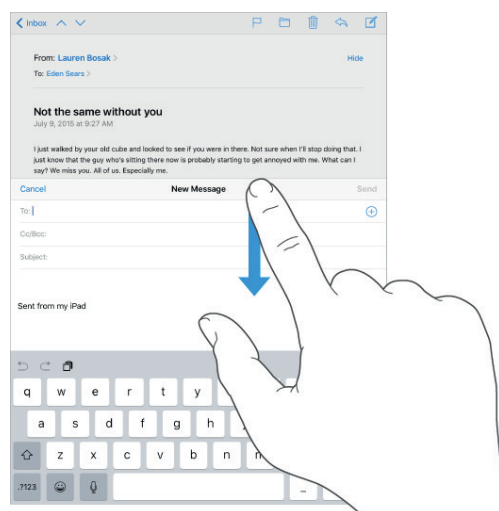 Inbox
From: Lauren Bosak
Hide
To: Eden Sears
Not the same without you
July 9, 2015 at 9:27 AM
I just walked by your old cube and looked to see if you were in there. Not sure when I'll stop doing that. I
just know that the guy who's sitting there now is probably starting to get annoyed with me. What can I
say? We miss you. All of us. Especially me.
Cancel New Message Send
To:
Cc/Bcc:
Subject:
Sent from my iPad
q w e r t y
a s d f g h
z x c v b n
.?123